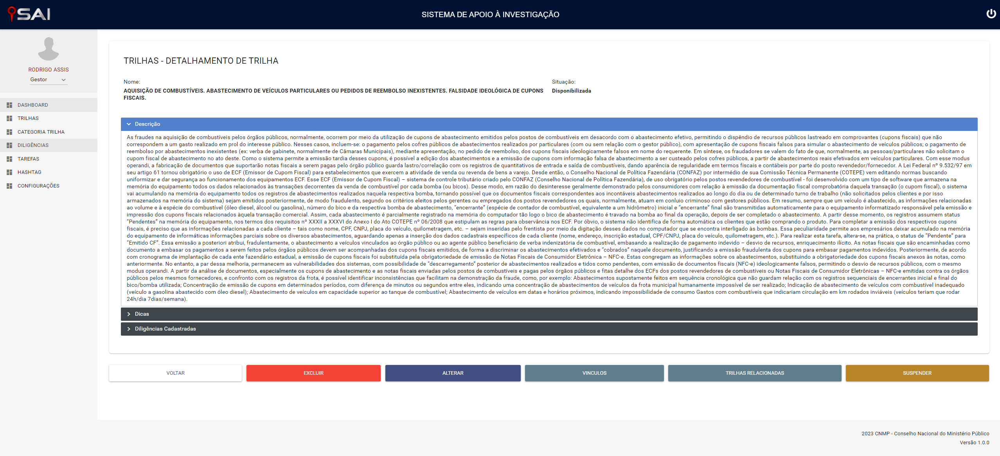 SAI
SISTEMA DE APOIO À INVESTIGAÇÃO
RODRIGO ASSIS
Gestor
DASHBOARD
TRILHAS
CATEGORIA TRILHA
DILIGÊNCIAS
TAREFAS
HASHTAG
CONFIGURAÇÕES
TRILHAS - DETALHAMENTO DE TRILHA
Nome:
AQUISIÇÃO DE COMBUSTÍVEIS. ABASTECIMENTO DE VEÍCULOS PARTICULARES OU PEDIDOS DE REEMBOLSO INEXISTENTES. FALSIDADE IDEOLÓGICA DE CUPONS
FISCAIS.
Situação:
Disponibilizada
Descrição
As fraudes na aquisição de combustíveis pelos órgãos públicos, normalmente, ocorrem por meio da utilização de cupons de abastecimento emitidos pelos postos de combustíveis em desacordo com o abastecimento efetivo, permitindo o dispêndio de recursos públicos lastreado em comprovantes (cupons fiscais) que não
correspondem a um gasto realizado em prol do interesse público. Nesses casos, incluem-se: o pagamento pelos cofres públicos de abastecimentos realizados por particulares (com ou sem relação com o gestor público), com apresentação de cupons fiscais falsos para simular o abastecimento de veículos públicos; o pagamento de
reembolso por abastecimentos inexistentes (ex: verba de gabinete, normalmente de Câmaras Municipais), mediante apresentação, no pedido de reembolso, dos cupons fiscais ideologicamente falsos em nome do requerente. Em síntese, os fraudadores se valem do fato de que, normalmente, as pessoas/particulares não solicitam o
cupom fiscal de abastecimento no ato deste. Como o sistema permite a emissão tardia desses cupons, é possível a edição dos abastecimentos e a emissão de cupons com informação falsa de abastecimento a ser custeado pelos cofres públicos, a partir de abastecimentos reais efetivados em veículos particulares. Com esse modus
operandi, a fabricação de documentos que suportarão notas fiscais a serem pagas pelo órgão público guarda lastro/correlação com os registros de quantitativos de entrada e saída de combustíveis, dando aparência de regularidade em termos fiscais e contábeis por parte do posto revendedor/fornecedor. A Lei Federal nº 9.532/97 em
seu artigo 61 tornou obrigatório o uso de ECF (Emissor de Cupom Fiscal) para estabelecimentos que exercem a atividade de venda ou revenda de bens a varejo. Desde então, o Conselho Nacional de Política Fazendária (CONFAZ) por intermédio de sua Comissão Técnica Permanente (COTEPE) vem editando normas buscando
uniformizar e dar segurança ao funcionamento dos equipamentos ECF. Esse ECF (Emissor de Cupom Fiscal) – sistema de controle tributário criado pelo CONFAZ (Conselho Nacional de Política Fazendária), de uso obrigatório pelos postos revendedores de combustível - foi desenvolvido com um tipo de software que armazena na
memória do equipamento todos os dados relacionados às transações decorrentes da venda de combustível por cada bomba (ou bicos). Desse modo, em razão do desinteresse geralmente demonstrado pelos consumidores com relação à emissão da documentação fiscal comprobatória daquela transação (o cupom fiscal), o sistema
vai acumulando na memória do equipamento todos os registros de abastecimentos realizados naquela respectiva bomba, tornando possível que os documentos fiscais correspondentes aos incontáveis abastecimentos realizados ao longo do dia ou de determinado turno de trabalho (não solicitados pelos clientes e por isso
armazenados na memória do sistema) sejam emitidos posteriormente, de modo fraudulento, segundo os critérios eleitos pelos gerentes ou empregados dos postos revendedores os quais, normalmente, atuam em conluio criminoso com gestores públicos. Em resumo, sempre que um veículo é abastecido, as informações relacionadas
ao volume e à espécie do combustível (óleo diesel, álcool ou gasolina), número do bico e da respectiva bomba de abastecimento, “encerrante” (espécie de contador de combustível, equivalente a um hidrômetro) inicial e “encerrante” final são transmitidas automaticamente para o equipamento informatizado responsável pela emissão e
impressão dos cupons fiscais relacionados àquela transação comercial. Assim, cada abastecimento é parcialmente registrado na memória do computador tão logo o bico de abastecimento é travado na bomba ao final da operação, depois de ser completado o abastecimento. A partir desse momento, os registros assumem status
“Pendentes” na memória do equipamento, nos termos dos requisitos nº XXXII a XXXVI do Anexo I do Ato COTEPE nº 06/2008 que estipulam as regras para observância nos ECF. Por óbvio, o sistema não identifica de forma automática os clientes que estão comprando o produto. Para completar a emissão dos respectivos cupons
fiscais, é preciso que as informações relacionadas a cada cliente – tais como nome, CPF, CNPJ, placa do veículo, quilometragem, etc. – sejam inseridas pelo frentista por meio da digitação desses dados no computador que se encontra interligado às bombas. Essa peculiaridade permite aos empresários deixar acumulado na memória
do equipamento de informáticas informações parciais sobre os diversos abastecimentos, aguardando apenas a inserção dos dados cadastrais específicos de cada cliente (nome, endereço, inscrição estadual, CPF/CNPJ, placa do veículo, quilometragem, etc.). Para realizar esta tarefa, altera-se, na prática, o status de “Pendente” para
“Emitido CF”. Essa emissão a posteriori atribui, fradulentamente, o abastecimento a veículos vinculados ao órgão público ou ao agente público beneficiário de verba indenizatória de combustível, embasando a realização de pagamento indevido – desvio de recursos, enriquecimento ilícito. As notas fiscais que são encaminhadas como
documento a embasar os pagamentos a serem feitos pelos órgãos públicos devem ser acompanhadas dos cupons fiscais emitidos, de forma a discriminar os abastecimentos efetivados e “cobrados” naquele documento, justificando a emissão fraudulenta dos cupons para embasar pagamentos indevidos. Posteriormente, de acordo
com cronograma de implantação de cada ente fazendário estadual, a emissão de cupons fiscais foi substituída pela obrigatoriedade de emissão de Notas Fiscais de Consumidor Eletrônica – NFC-e. Estas congregam as informações sobre os abastecimentos, substituindo a obrigatoriedade dos cupons fiscais anexos às notas, como
anteriormente. No entanto, a par dessa melhoria, permanecem as vulnerabilidades dos sistemas, com possibilidade de “descarregamento” posterior de abastecimentos realizados e tidos como pendentes, com emissão de documentos fiscais (NFC-e) ideologicamente falsos, permitindo o desvio de recursos públicos, com o mesmo
modus operandi. A partir da análise de documentos, especialmente os cupons de abastecimento e as notas fiscais enviadas pelos postos de combustíveis e pagas pelos órgãos públicos e fitas detalhe dos ECFs dos postos revendedores de combustíveis ou Notas Fiscais de Consumidor Eletrônicas – NFC-e emitidas contra os órgãos
públicos pelos mesmos fornecedores, e confronto com os registros da frota, é possível identificar inconsistências que facilitam na demonstração da fraude, como, por exemplo: Abastecimentos supostamente feitos em sequência cronológica que não guardam relação com os registros sequenciais de encerrantes inicial e final do
bico/bomba utilizada; Concentração de emissão de cupons em determinados períodos, com diferença de minutos ou segundos entre eles, indicando uma concentração de abastecimentos de veículos da frota municipal humanamente impossível de ser realizado; Indicação de abastecimento de veículos com combustível inadequado
(veículo a gasolina abastecido com óleo diesel); Abastecimento de veículos em capacidade superior ao tanque de combustível; Abastecimento de veículos em datas e horários próximos, indicando impossibilidade de consumo Gastos com combustíveis que indicariam circulação em km rodados inviáveis (veículos teriam que rodar
24h/dia 7dias/semana).
Dicas
Diligências Cadastradas
VOLTAR
EXCLUIR
ALTERAR
VINCULOS
TRILHAS RELACIONADAS
SUSPENDER
2023 CNMP - Conselho Nacional do Ministério Público
Versão 1.0.0